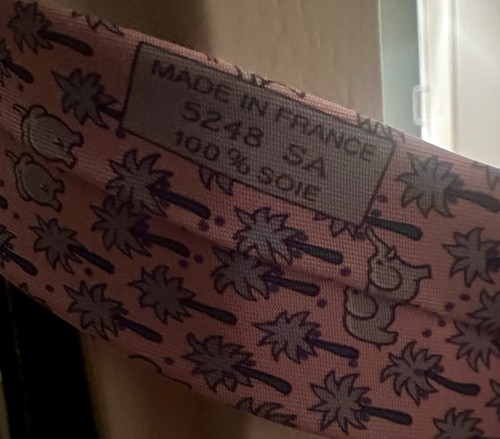 MADE IN FRANCE
5248 SA
100% SOIE